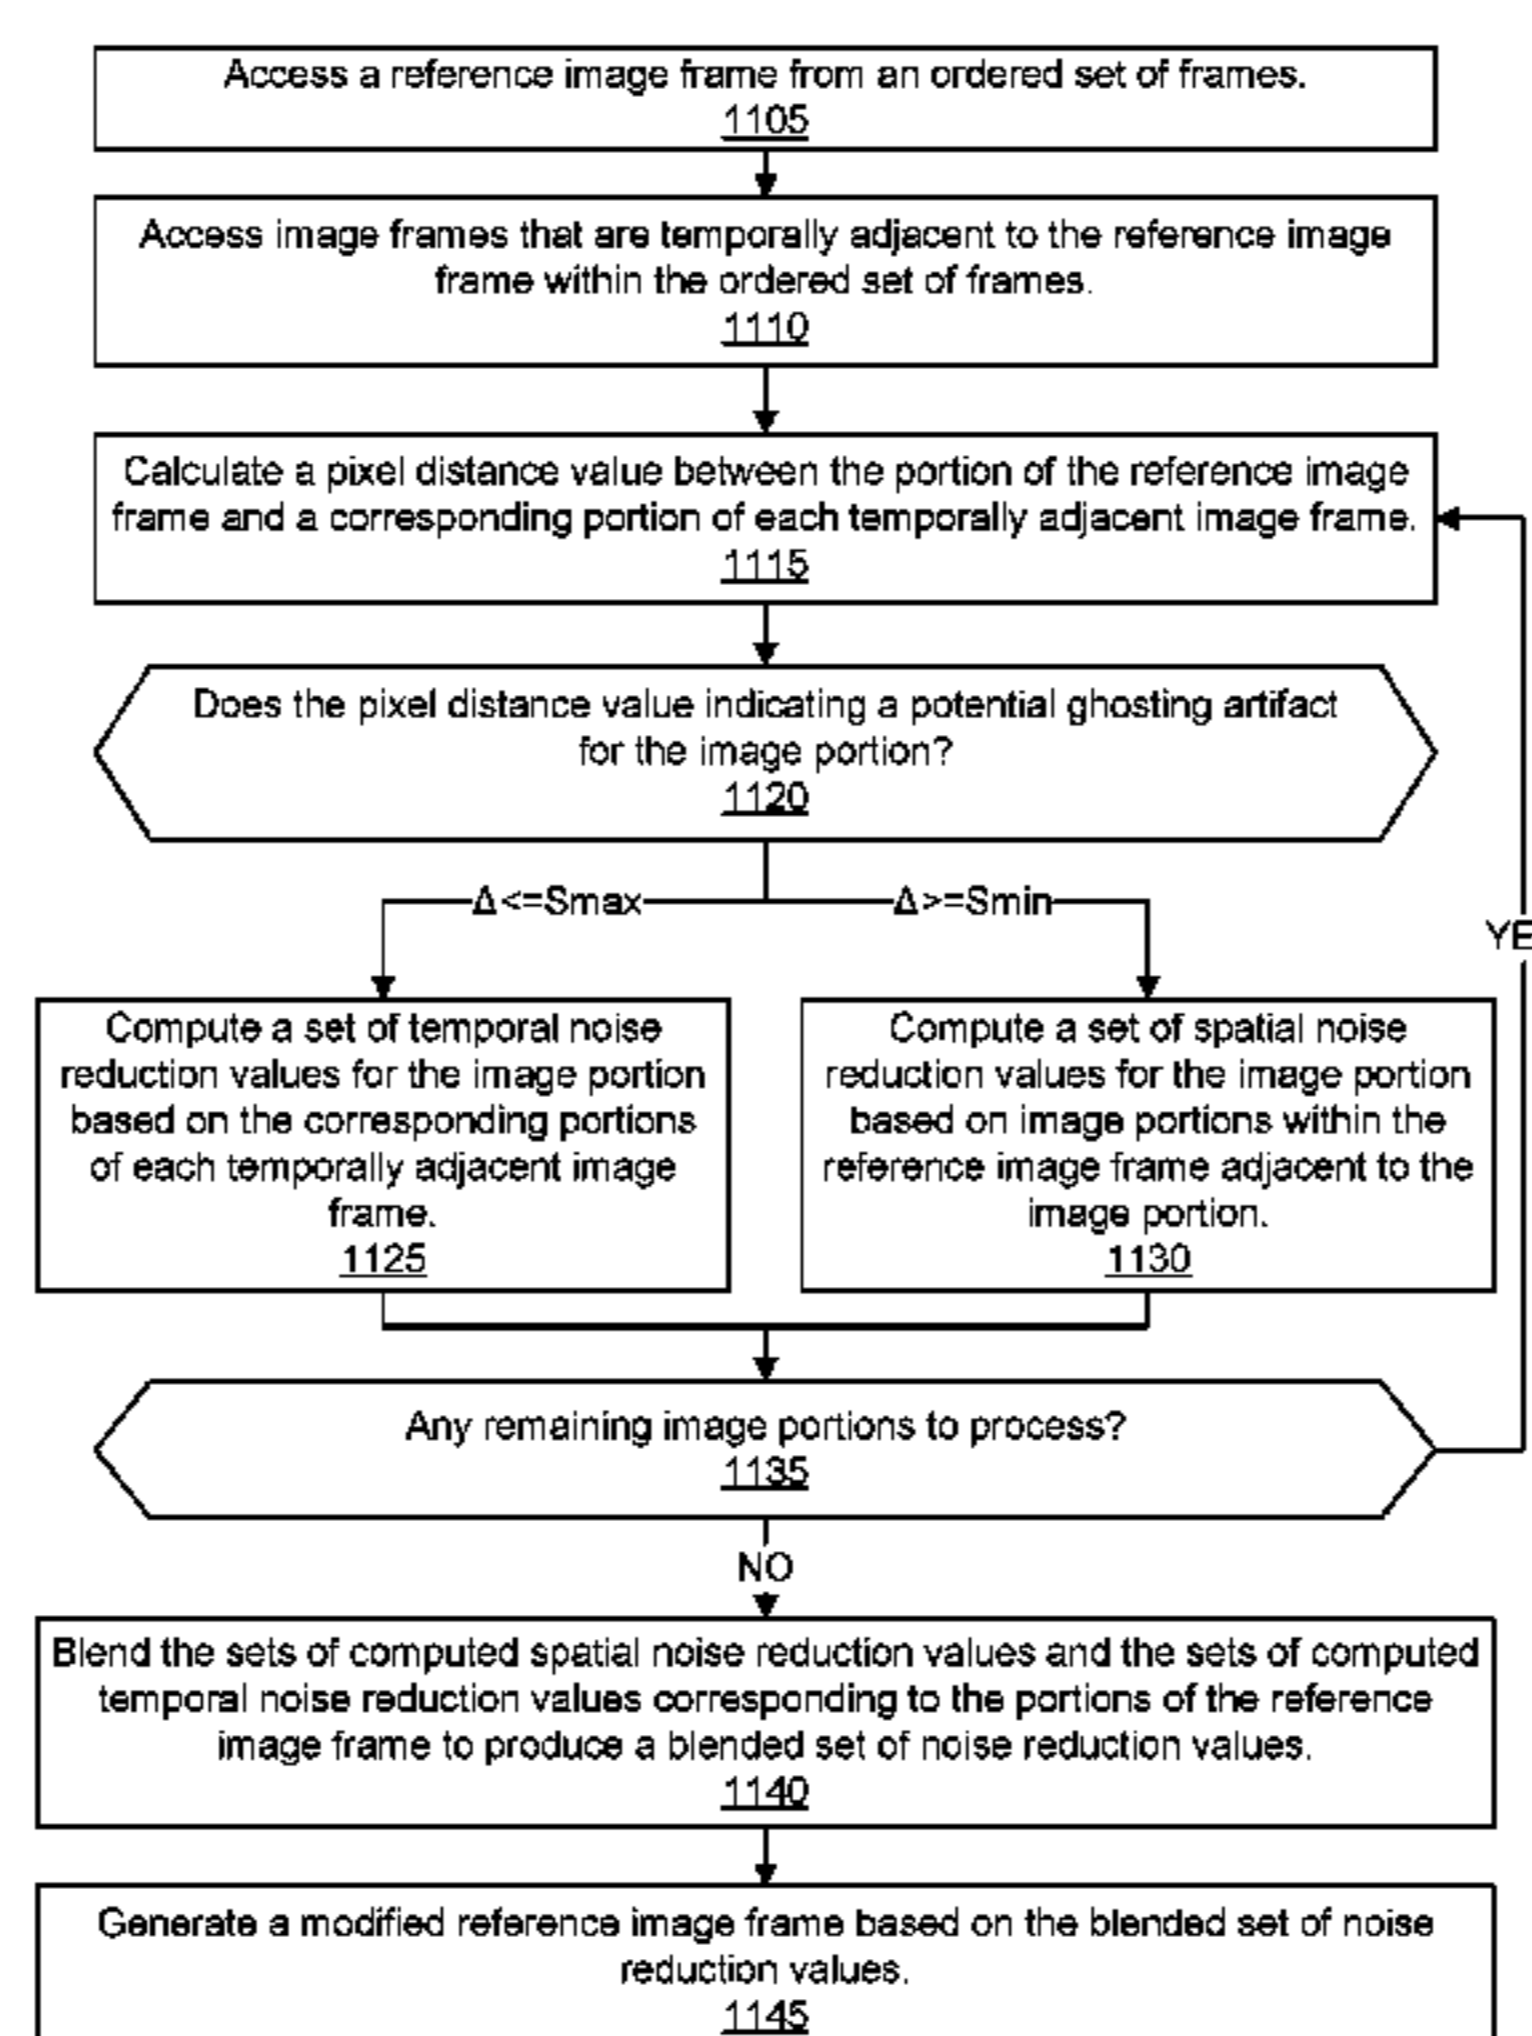 Access a reference image frame from an ordered set of frames.
1105
Access image frames that are temporally adjacent to the reference image
frame within the ordered set of frames.
1110
Calculate a pixel distance value between the portion of the reference image
frame and a corresponding portion of each temporally adjacent image frame.
1115
Does the pixel distance value indicating a potential ghosting artifact
for the image portion?
1120
Δ<=Smax
Δ>=Smin
YE
Compute a set of temporal noise
reduction values for the image portion
based on the corresponding portions
of each temporally adjacent image
frame.
1125
Compute a set of spatial noise
reduction values for the image portion
based on image portions within the
reference image frame adjacent to the
image portion.
1130
Any remaining image portions to process?
1135
NO
Blend the sets of computed spatial noise reduction values and the sets of computed
temporal noise reduction values corresponding to the portions of the reference
image frame to produce a blended set of noise reduction values.
1140
Generate a modified reference image frame based on the blended set of noise
reduction values.
1145